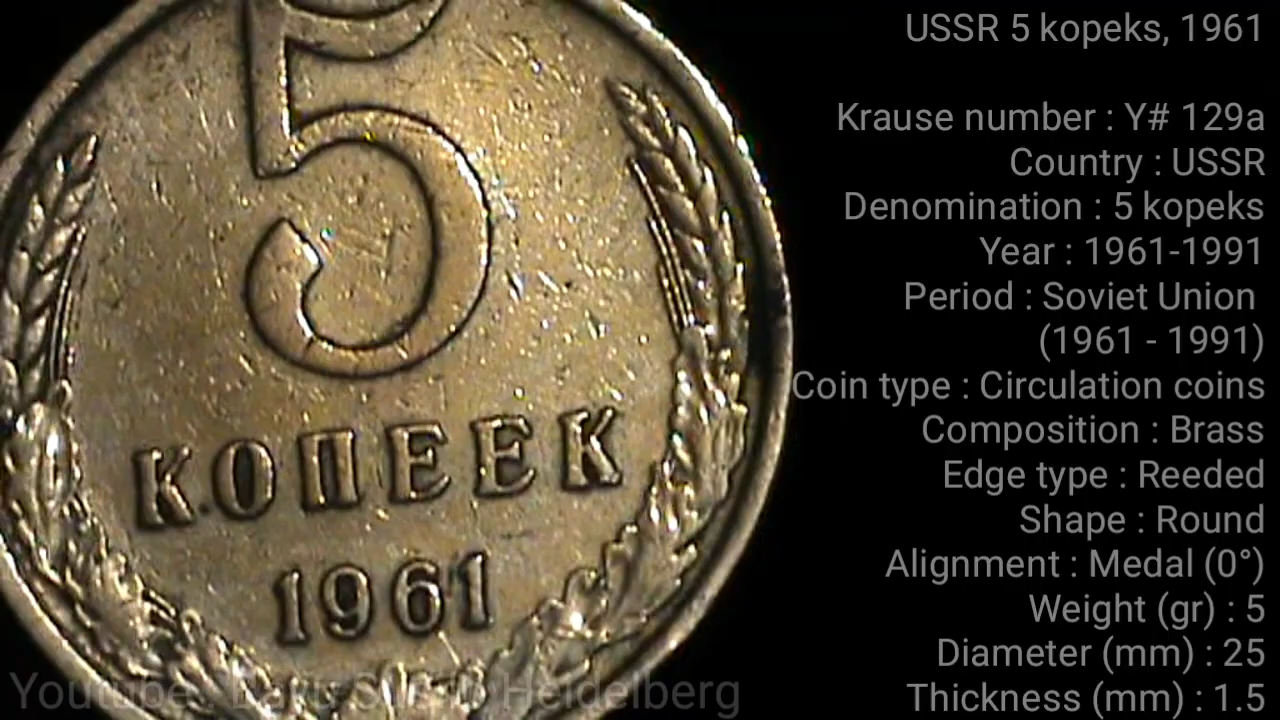 5
КОПЕЕК
1961
USSR 5 kopeks, 1961
Krause number : Y# 129a
Country : USSR
Denomination : 5 kopeks
Year : 1961-1991
Period : Soviet Union
(1961 - 1991)
Coin type : Circulation coins
Composition : Brass
Edge type : Reeded
Shape : Round
Alignment : Medal (0°)
Weight (gr) : 5
Diameter (mm) : 25
Thickness (mm) : 1.5
Youtube : Heidelberg